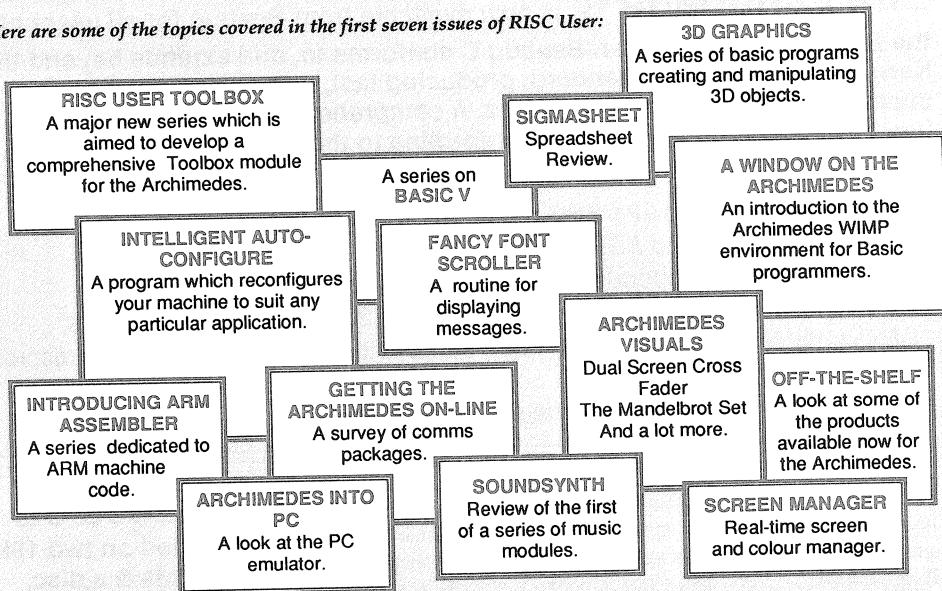 ere are some of the topics covered in the first seven issues of RISC User:
3D GRAPHICS
A series of basic programs
creating and manipulating
3D objects.
RISC USER TOOLBOX
A major new series which is
aimed to develop a
comprehensive Toolbox module
for the Archimedes.
SIGMASHEET
Spreadsheet
Review.
A series on
BASIC V
A WINDOW ON THE
ARCHIMEDES
An introduction to the
Archimedes WIMP
environment for Basic
programmers.
INTELLIGENT AUTO-
CONFIGURE
A program which reconfigures
your machine to suit any
particular application.
FANCY FONT
SCROLLER
A routine for
displaying
messages.
ARCHIMEDES
VISUALS
Dual Screen Cross
Fader
The Mandelbrot Set
And a lot more.
OFF-THE-SHELF
A look at some of
the products
available now for
the Archimedes.
INTRODUCING ARM
ASSEMBLER
A series dedicated to
ARM machine
code.
GETTING THE
ARCHIMEDES ON-LINE
A survey of comms
packages.
ARCHIMEDES INTO
PC
A look at the PC
emulator.
SOUNDSYNTH
Review of the first
of a series of music
modules.
SCREEN MANAGER
Real-time screen
and colour manager.